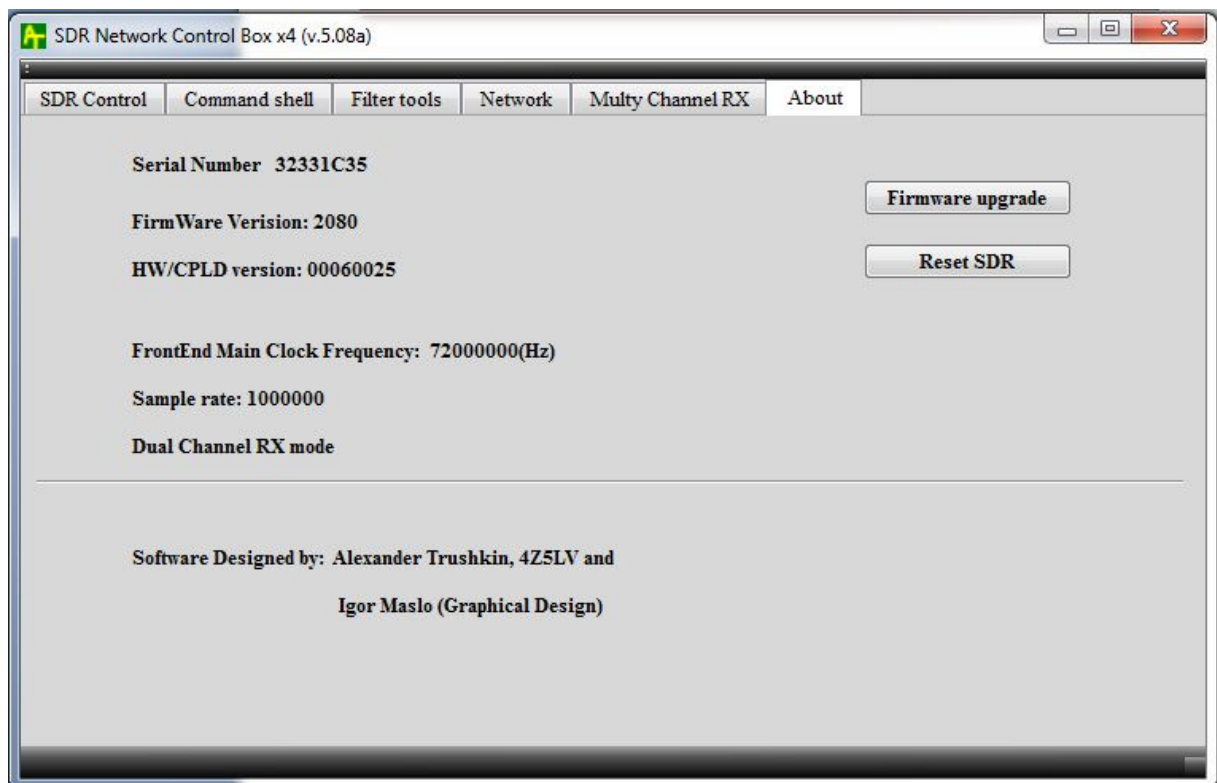 SDR Network Control Box x4 (v.5.08a)
SDR Control Command shell Filter tools Network Multy Channel RX About
Serial Number 32331C35
Firmware upgrade
FirmWare Verision: 2080
Reset SDR
HW/CPLD version: 00060025
FrontEnd Main Clock Frequency: 72000000(Hz)
Sample rate: 1000000
Dual Channel RX mode
Software Designed by: Alexander Trushkin, 4Z5LV and
Igor Maslo (Graphical Design)